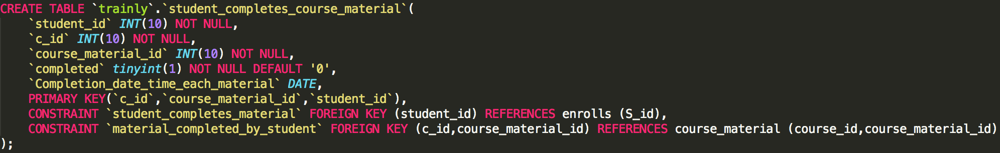 CREATE TABLE `trainly`.`student_completes_course_material`(
    `student_id` INT(10) NOT NULL,
    `c_id` INT(10) NOT NULL,
    `course_material_id` INT(10) NOT NULL,
    `completed` tinyint(1) NOT NULL DEFAULT '0',
    `Completion_date_time_each_material` DATE,
    PRIMARY KEY(`c_id`,`course_material_id`,`student_id`),
    CONSTRAINT `student_completes_material` FOREIGN KEY (student_id) REFERENCES enrolls (S_id),
    CONSTRAINT `material_completed_by_student` FOREIGN KEY (c_id,course_material_id) REFERENCES course_material (course_id,course_material_id)
);